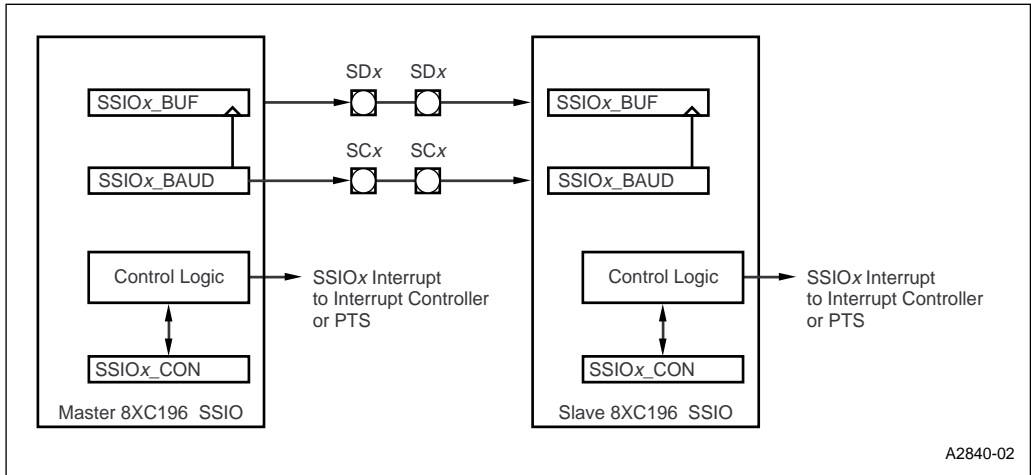 SDx SDx
SSIOx_BUF
SSIOx_BUF
SCx SCx
SSIOx_BAUD
SSIOx_BAUD
Control Logic
SSIOx Interrupt
to Interrupt Controller
or PTS
Control Logic
SSIOx Interrupt
to Interrupt Controller
or PTS
SSIOx_CON
SSIOx_CON
Master 8XC196 SSIO
Slave 8XC196 SSIO
A2840-02